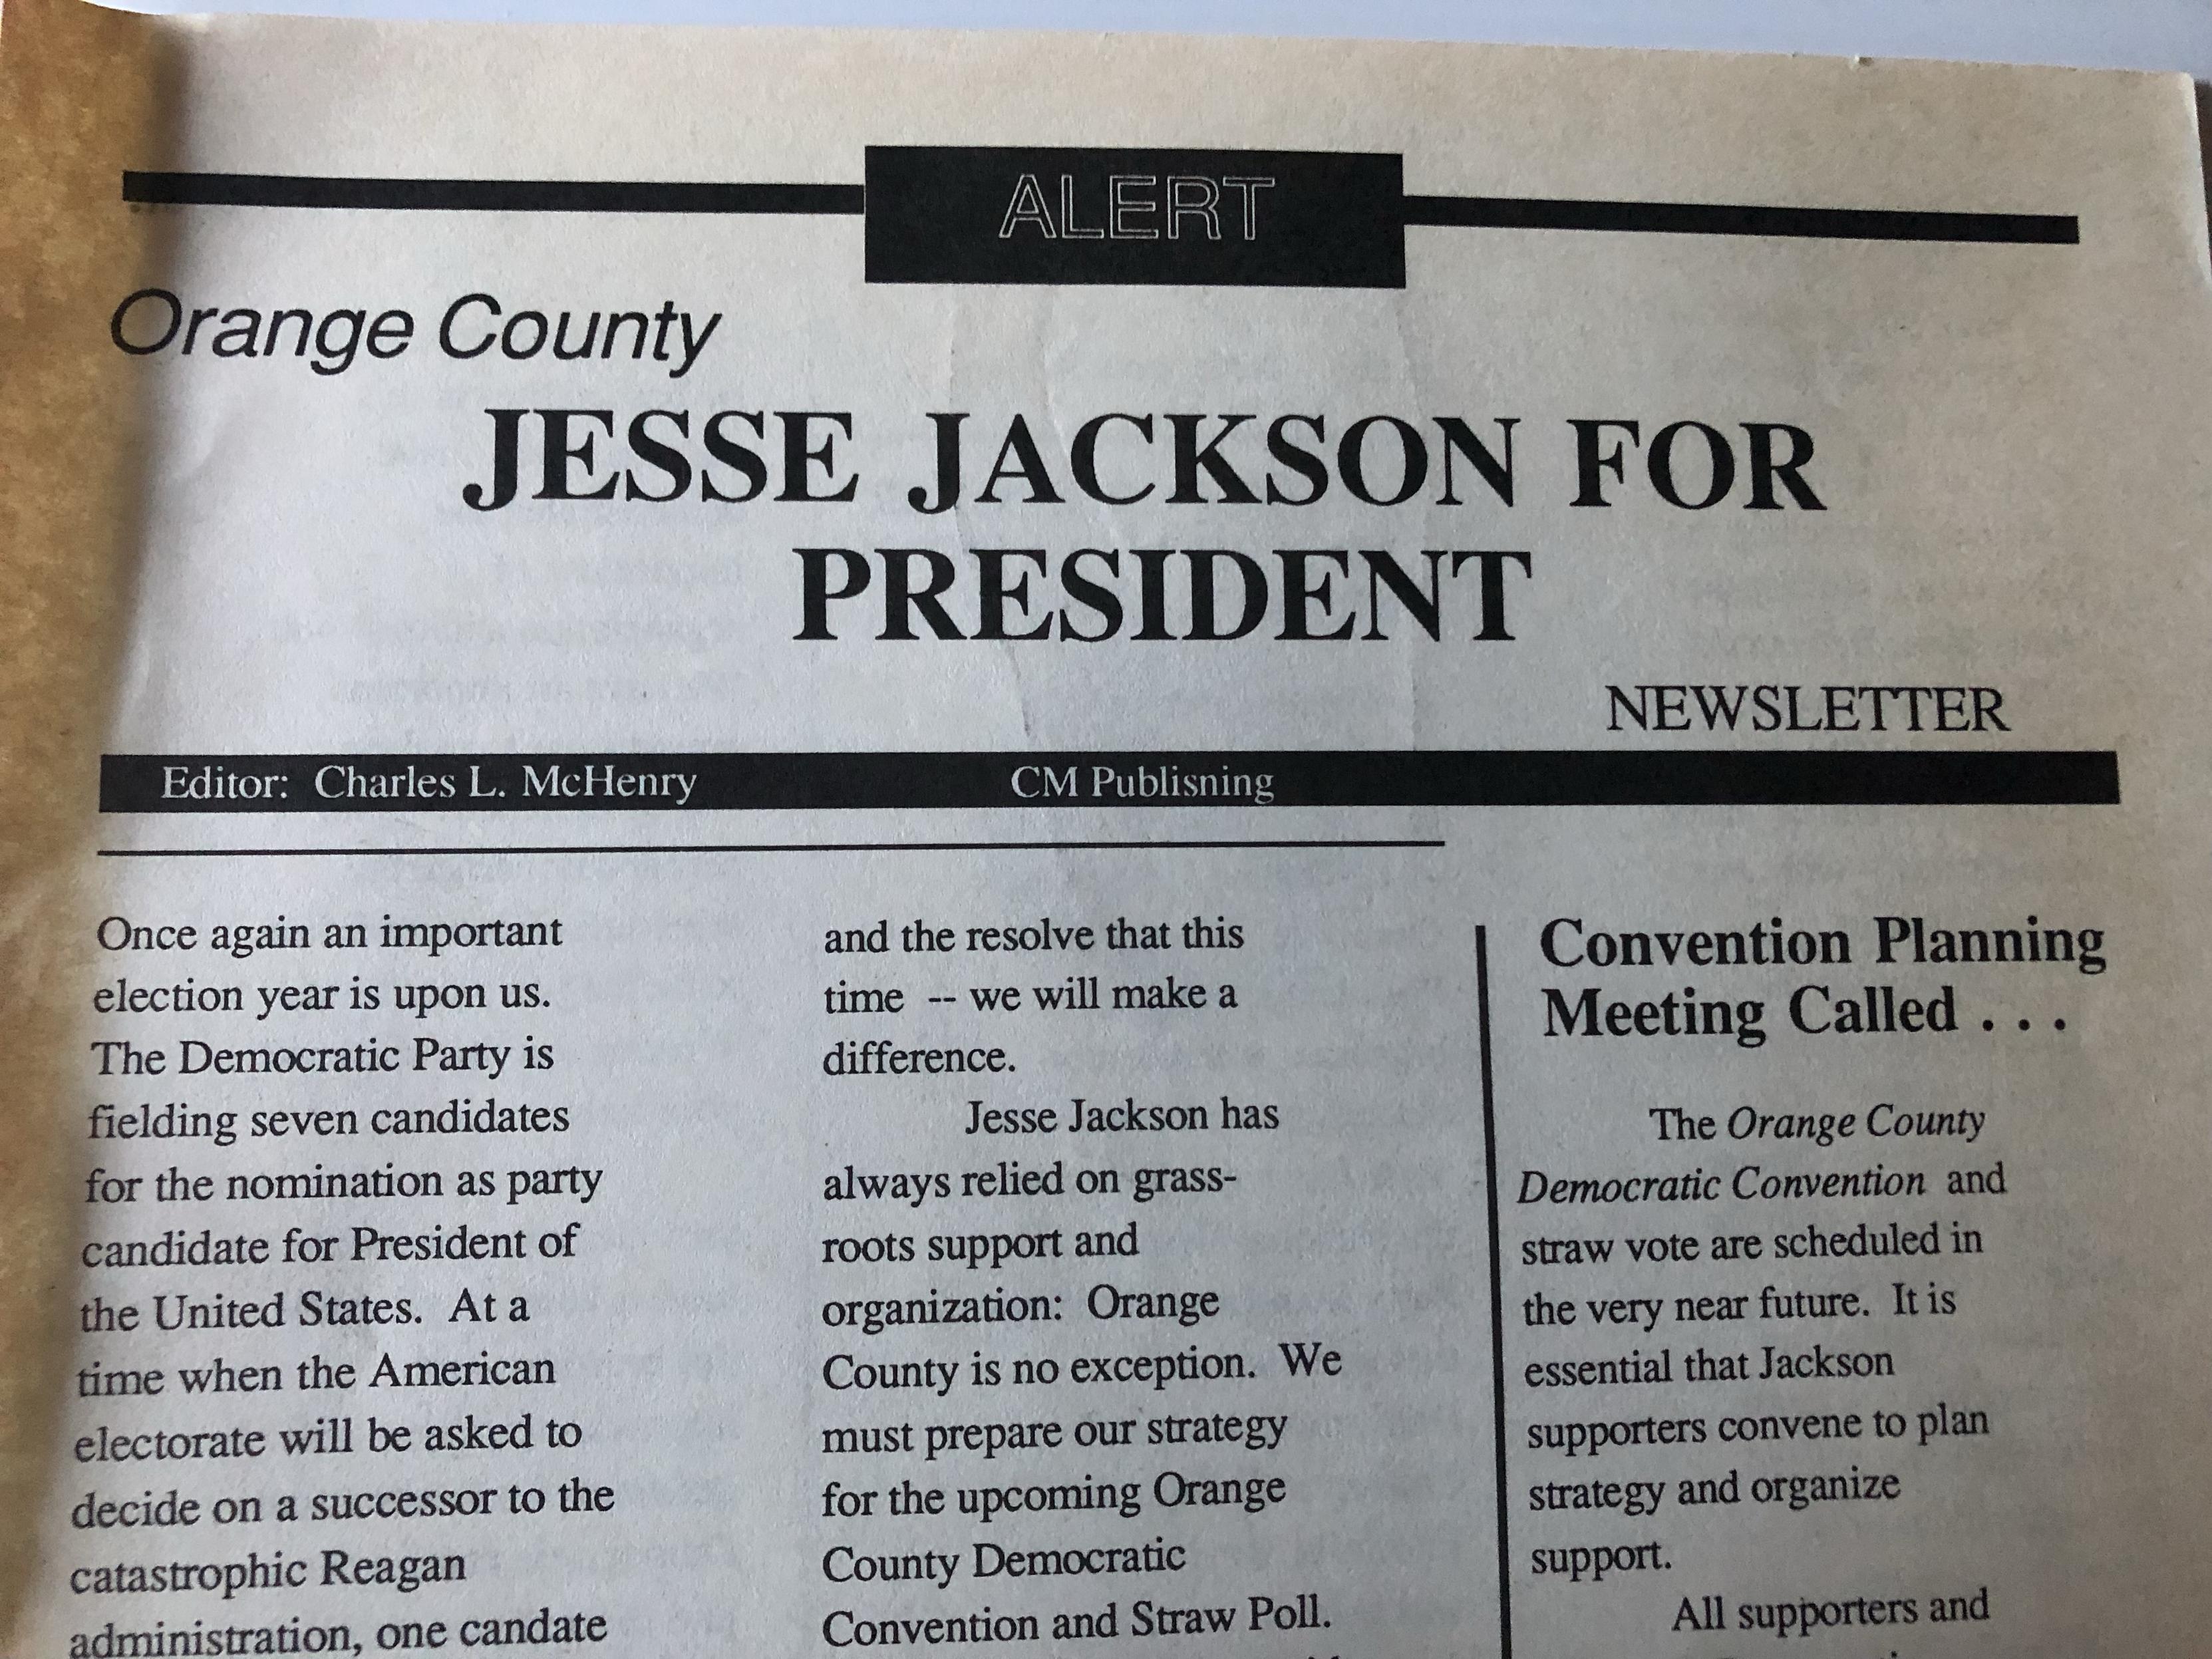 ALERT
Orange County
JESSE JACKSON FOR
PRESIDENT
NEWSLETTER
Editor: Charles L. McHenry CM Publisning
Once again an important
election year is upon us.
The Democratic Party is
fielding seven candidates
for the nomination as party
candidate for President of
the United States. At a
time when the American
electorate will be asked to
decide on a successor to the
catastrophic Reagan
administration, one candate
and the resolve that this
time -- we will make a
difference.
Jesse Jackson has
always relied on grass-
roots support and
organization: Orange
County is no exception. We
must prepare our strategy
for the upcoming Orange
County Democratic
Convention and Straw Poll.
Convention Planning
Meeting Called . . .
The Orange County
Democratic Convention and
straw vote are scheduled in
the very near future. It is
essential that Jackson
supporters convene to plan
strategy and organize
support.
All supporters and